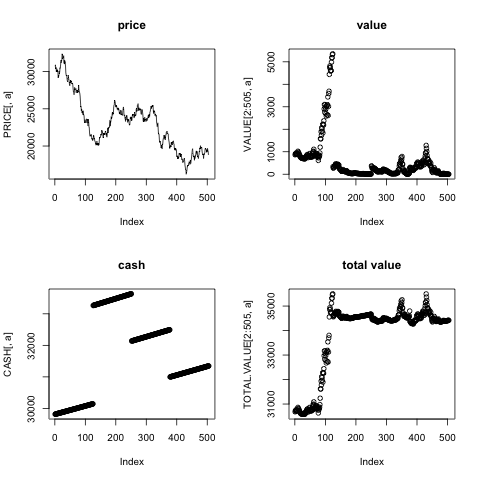 price
PRICE[, a]
30000
25000
20000
0 100 200 300 400 500
Index
value
VALUE[2:505, a]
5000
3000
1000
0
0 100 200 300 400 500
Index
cash
CASH[, a]
32000
30000
0 100 200 300 400 500
Index
total value
TOTAL.VALUE[2:505, a]
35000
33000
31000
0 100 200 300 400 500
Index